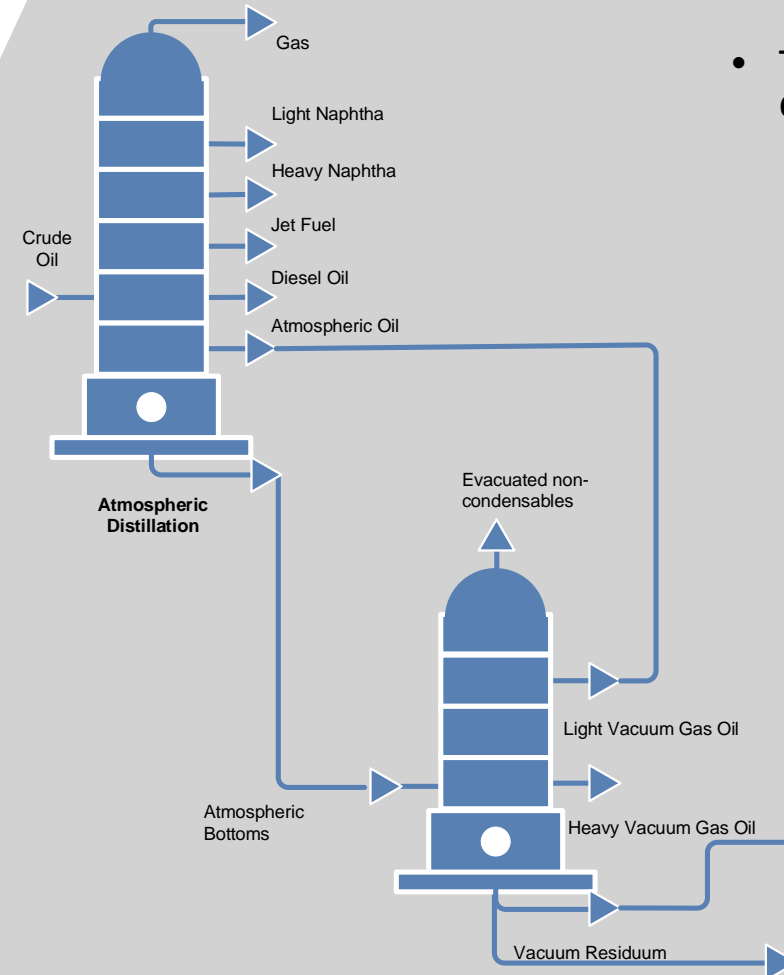 Gas
Light Naphtha
Heavy Naphtha
Jet Fuel
Crude
Oil
Diesel Oil
Atmospheric Oil
Evacuated non-
condensables
Atmospheric
Distillation
Light Vacuum Gas Oil
Atmospheric
Bottoms
Heavy Vacuum Gas Oil
Vacuum Residuum